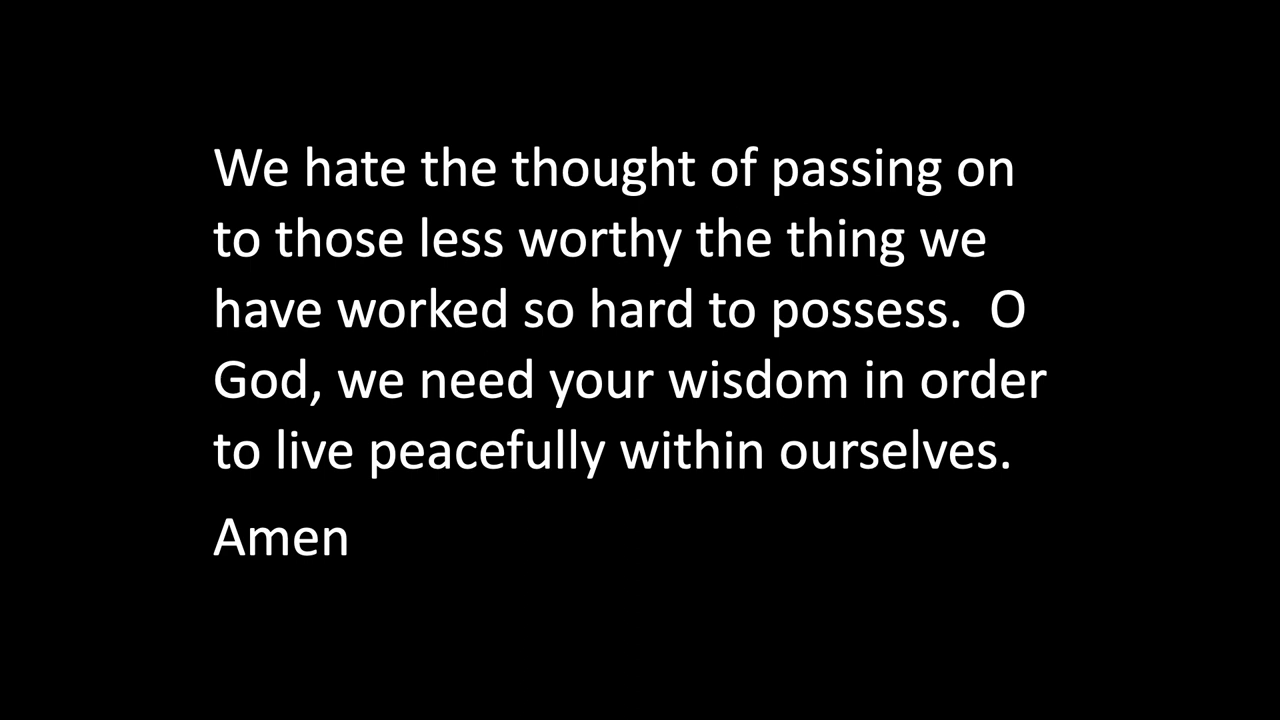 We hate the thought of passing on
to those less worthy the thing we
have worked so hard to possess.  O
God, we need your wisdom in order
to live peacefully within ourselves.
Amen